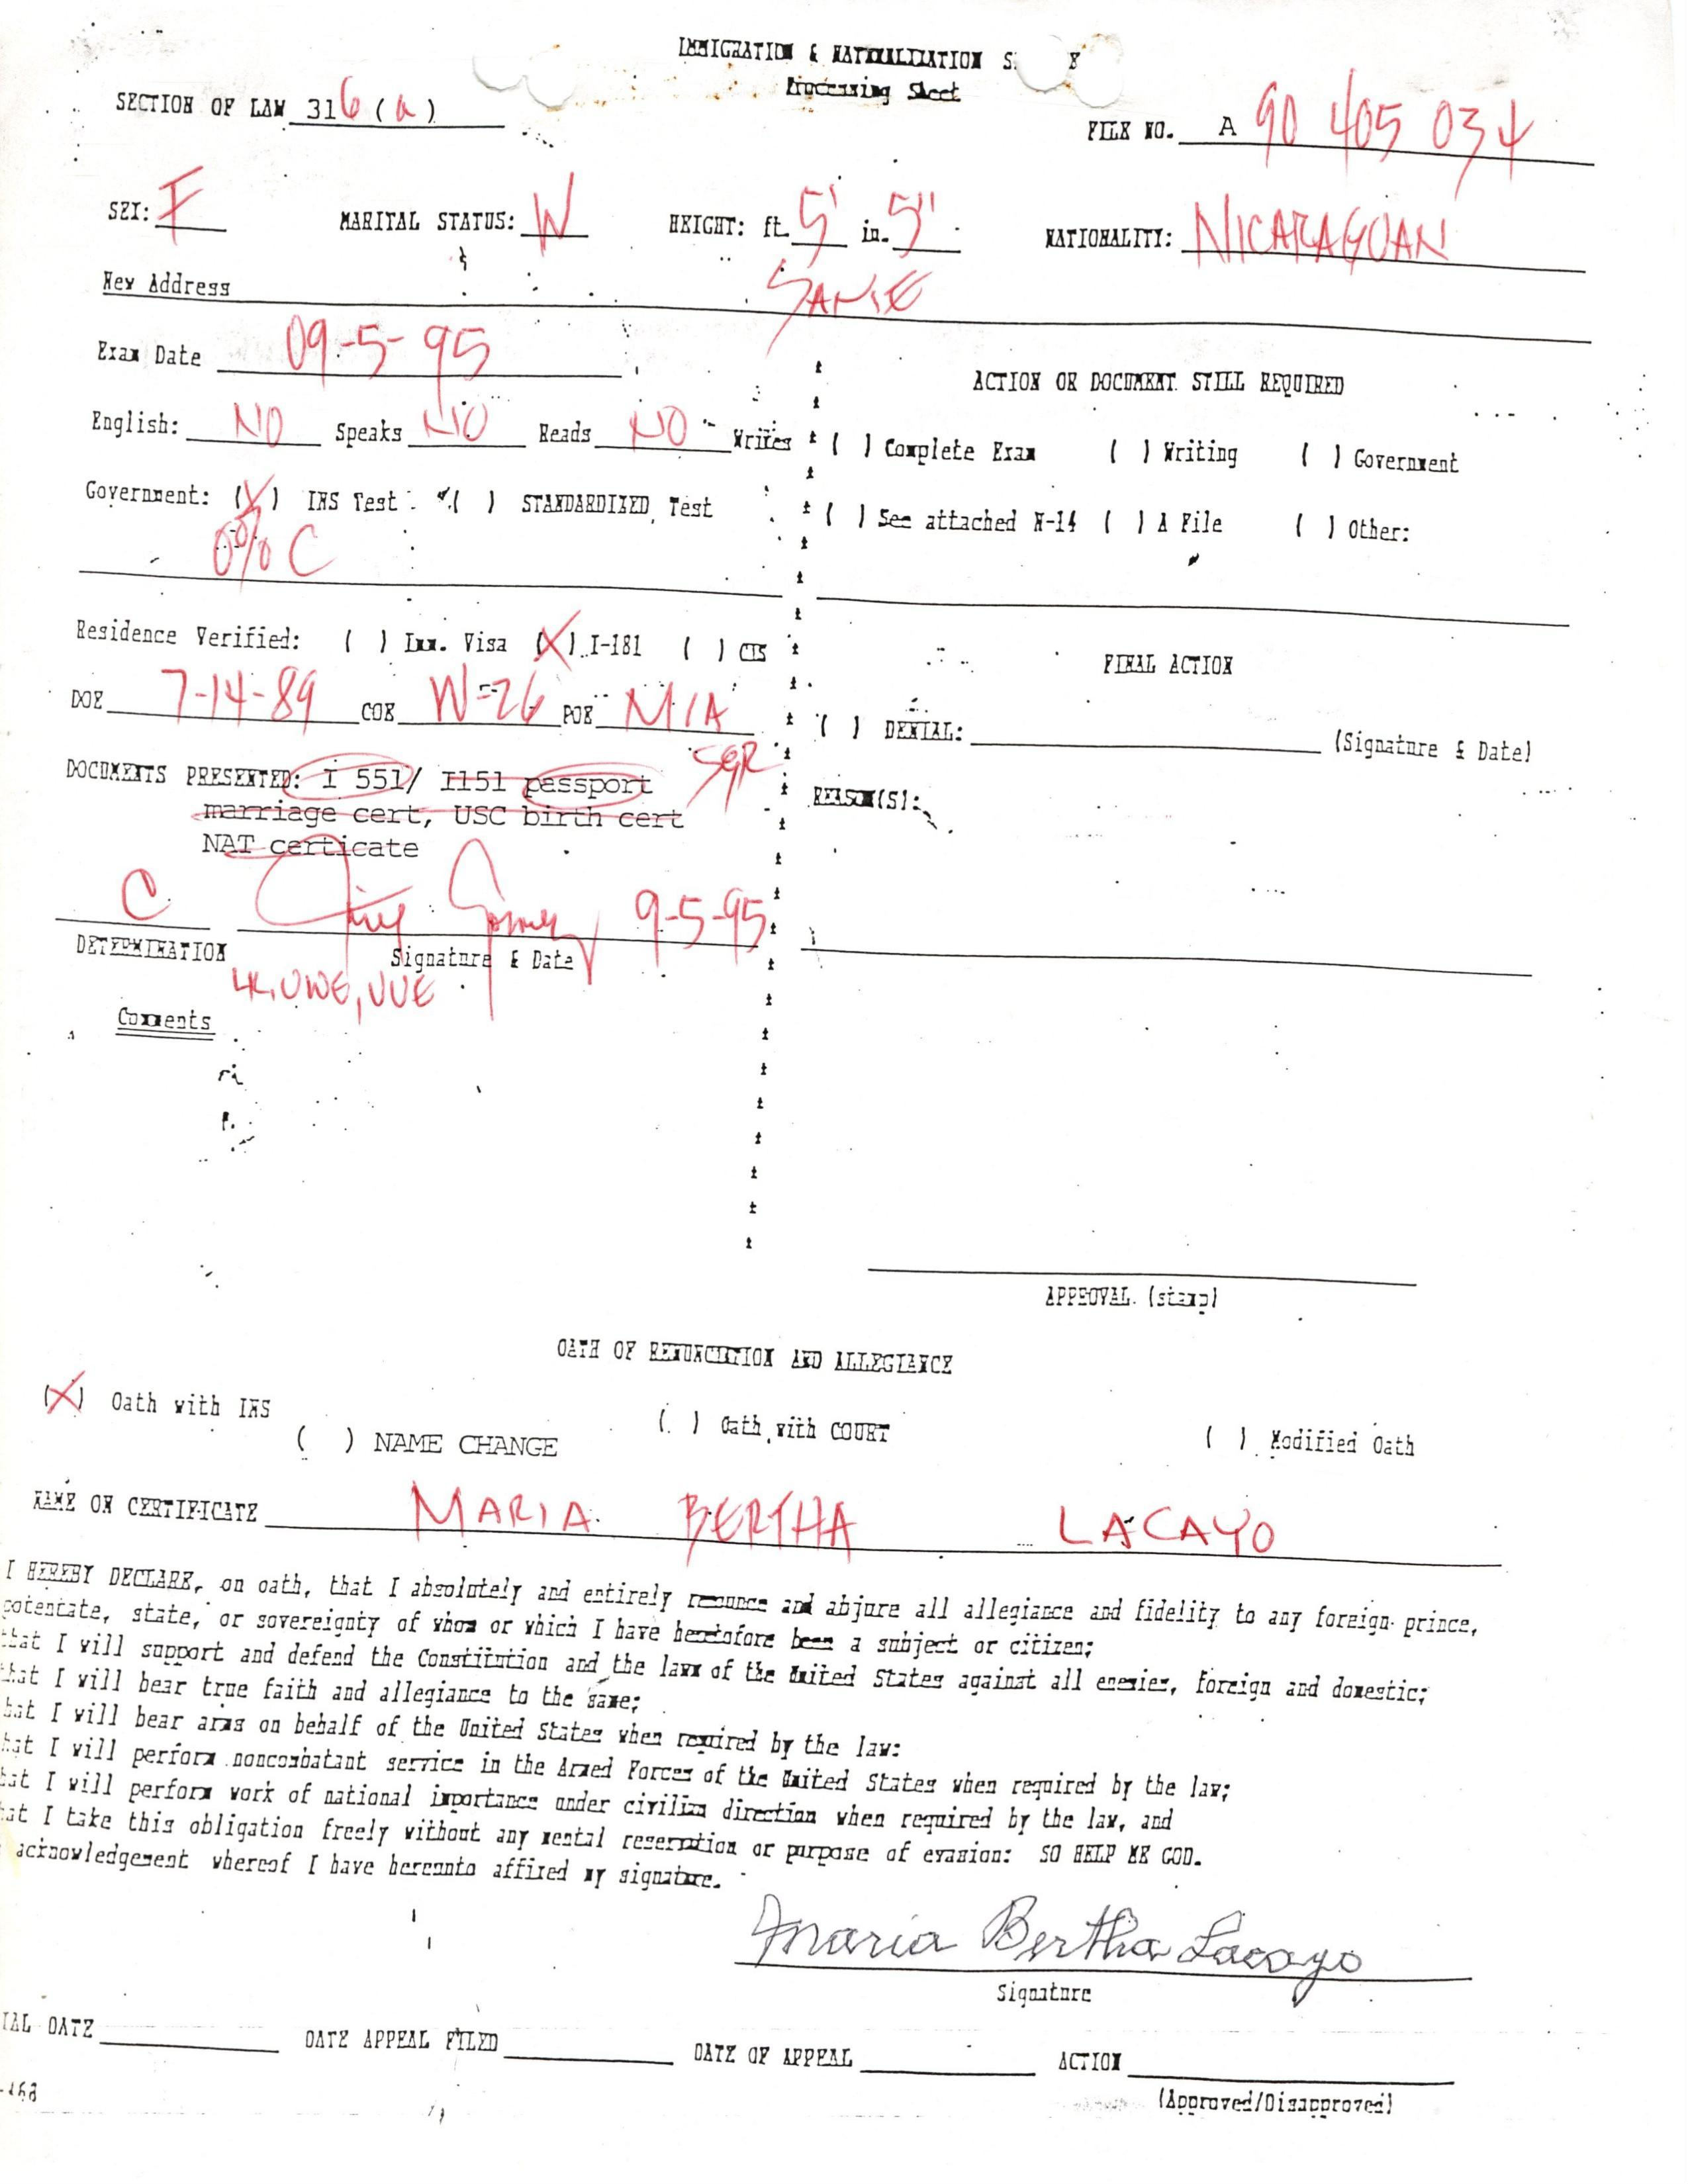 IMMIGRATION & NATURALIZATION S. E
Processing Sheet
SECTION OF LAW 316 (a)
FILE NO. A 90 405 034
SEX: F MARITAL STATUS: W HEIGHT: ft. 5' in. 5" NATIONALITY: NICARAGUAN
New Address SAME
Exam Date 09-5-95
ACTION OR DOCUMENT STILL REQUIRED
English: NO Speaks NO Reads NO Writes
( ) Complete Exam ( ) Writing ( ) Government
Government: (X) INS Test ( ) STANDARDIZED Test
( ) See attached N-14 ( ) A File ( ) Other:
0% C
Residence Verified: ( ) Imm. Visa (X) I-181 ( ) CIS
FINAL ACTION
DOE 7-14-89 COE W-26 POE MIA
( ) DENIAL: (Signature & Date)
SGR
DOCUMENTS PRESENTED: I 551/ I151 passport
REASON(S):
marriage cert, USC birth cert
NAT certicate
C 9-5-95
DETERMINATION Signature & Date
Comments
APPROVAL (stamp)
OATH OF RENUNCIATION AND ALLEGIANCE
(X) Oath with INS
( ) NAME CHANGE
( ) Oath with COURT
( ) Modified Oath
NAME ON CERTIFICATE MARIA BERTHA LACAYO
I HEREBY DECLARE, on oath, that I absolutely and entirely renounce and abjure all allegiance and fidelity to any foreign prince,
potentate, state, or sovereignty of whom or which I have heretofore been a subject or citizen;
that I will support and defend the Constitution and the laws of the United States against all enemies, foreign and domestic;
that I will bear true faith and allegiance to the same;
hat I will bear arms on behalf of the United States when required by the law:
hat I will perform noncombatant service in the Armed Forces of the United States when required by the law;
hat I will perform work of national importance under civilian direction when required by the law, and
hat I take this obligation freely without any mental reservation or purpose of evasion: SO HELP ME GOD.
acknowledgement whereof I have hereunto affixed my signature.
Maria Bertha Lacayo
Signature
IAL DATE DATE APPEAL FILED DATE OF APPEAL ACTION
(Approved/Disapproved)
-468